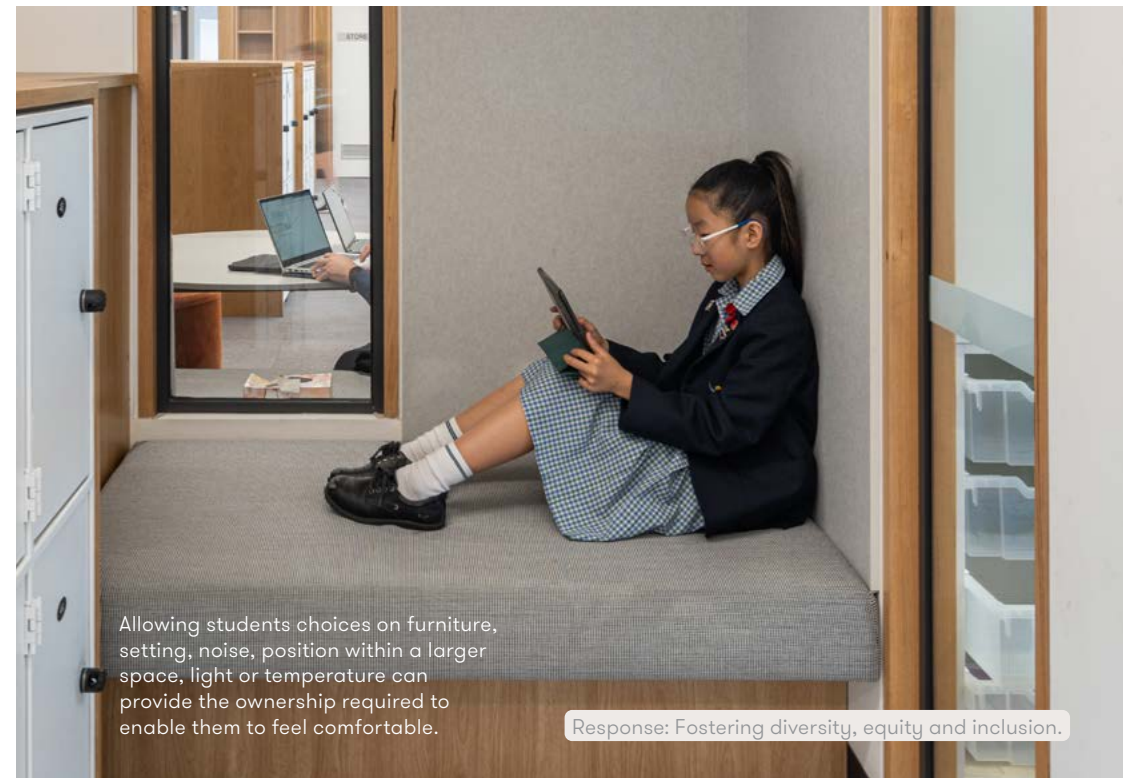 STORE
Allowing students choices on furniture,
setting, noise, position within a larger
space, light or temperature can
provide the ownership required to
enable them to feel comfortable.
Response: Fostering diversity, equity and inclusion.